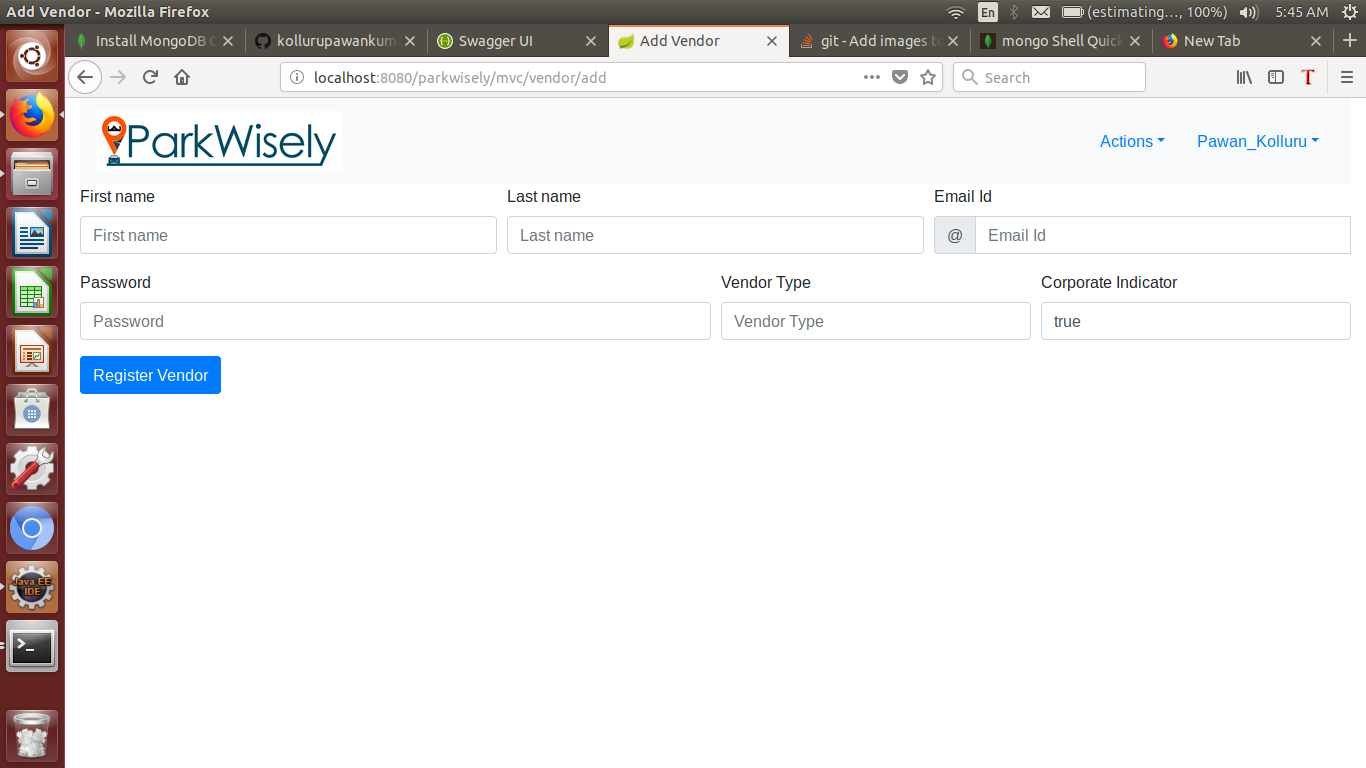 Add Vendor - Mozilla Firefox
En
(estimating..., 100%)
5:45 AM
Install MongoDB
kollurupawankum
Swagger UI
Add Vendor
git - Add images to
mongo Shell Quick
New Tab
localhost:8080/parkwisely/mvc/vendor/add
Search
T
ParkWisely
Actions
Pawan_Kolluru
First name
Last name
Email Id
First name
Last name
@
Email Id
Password
Vendor Type
Corporate Indicator
Password
Vendor Type
true
Register Vendor
Java EE
IDE
>_